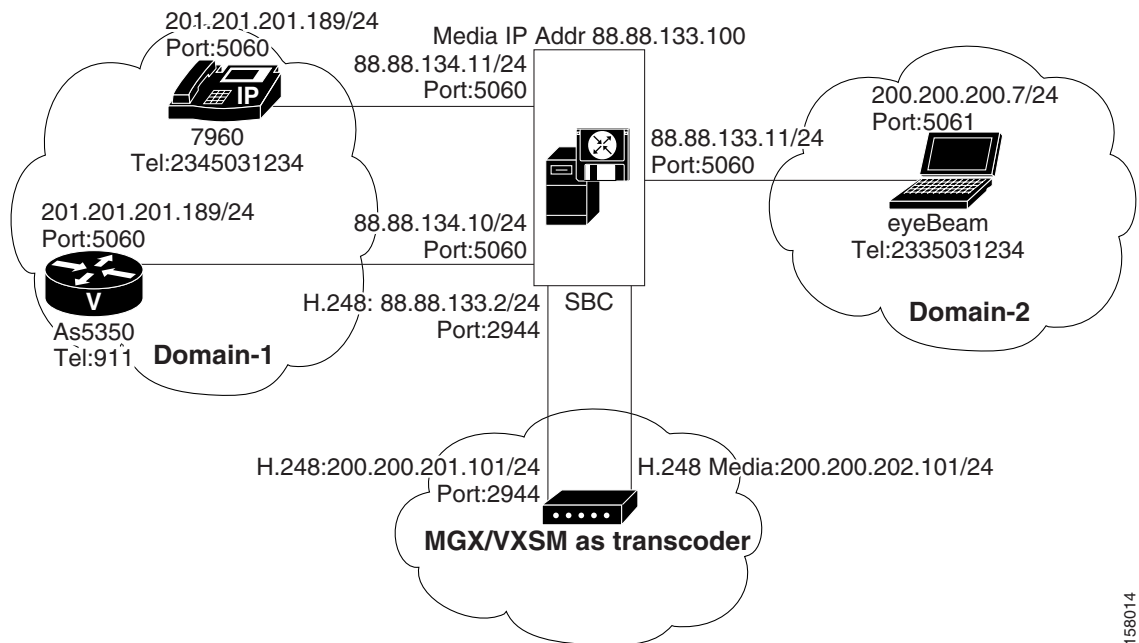 201.201.201.189/24
Port:5060
IP
7960
Tel:2345031234
Media IP Addr 88.88.133.100
88.88.134.11/24
Port:5060
200.200.200.7/24
Port:5061
88.88.133.11/24
Port:5060
eyeBeam
Tel:2335031234
Domain-2
201.201.201.189/24
Port:5060
V
As5350
Tel:911
Domain-1
88.88.134.10/24
Port:5060
H.248: 88.88.133.2/24
Port:2944
SBC
H.248:200.200.201.101/24
Port:2944
H.248 Media:200.200.202.101/24
MGX/VXSM as transcoder
158014